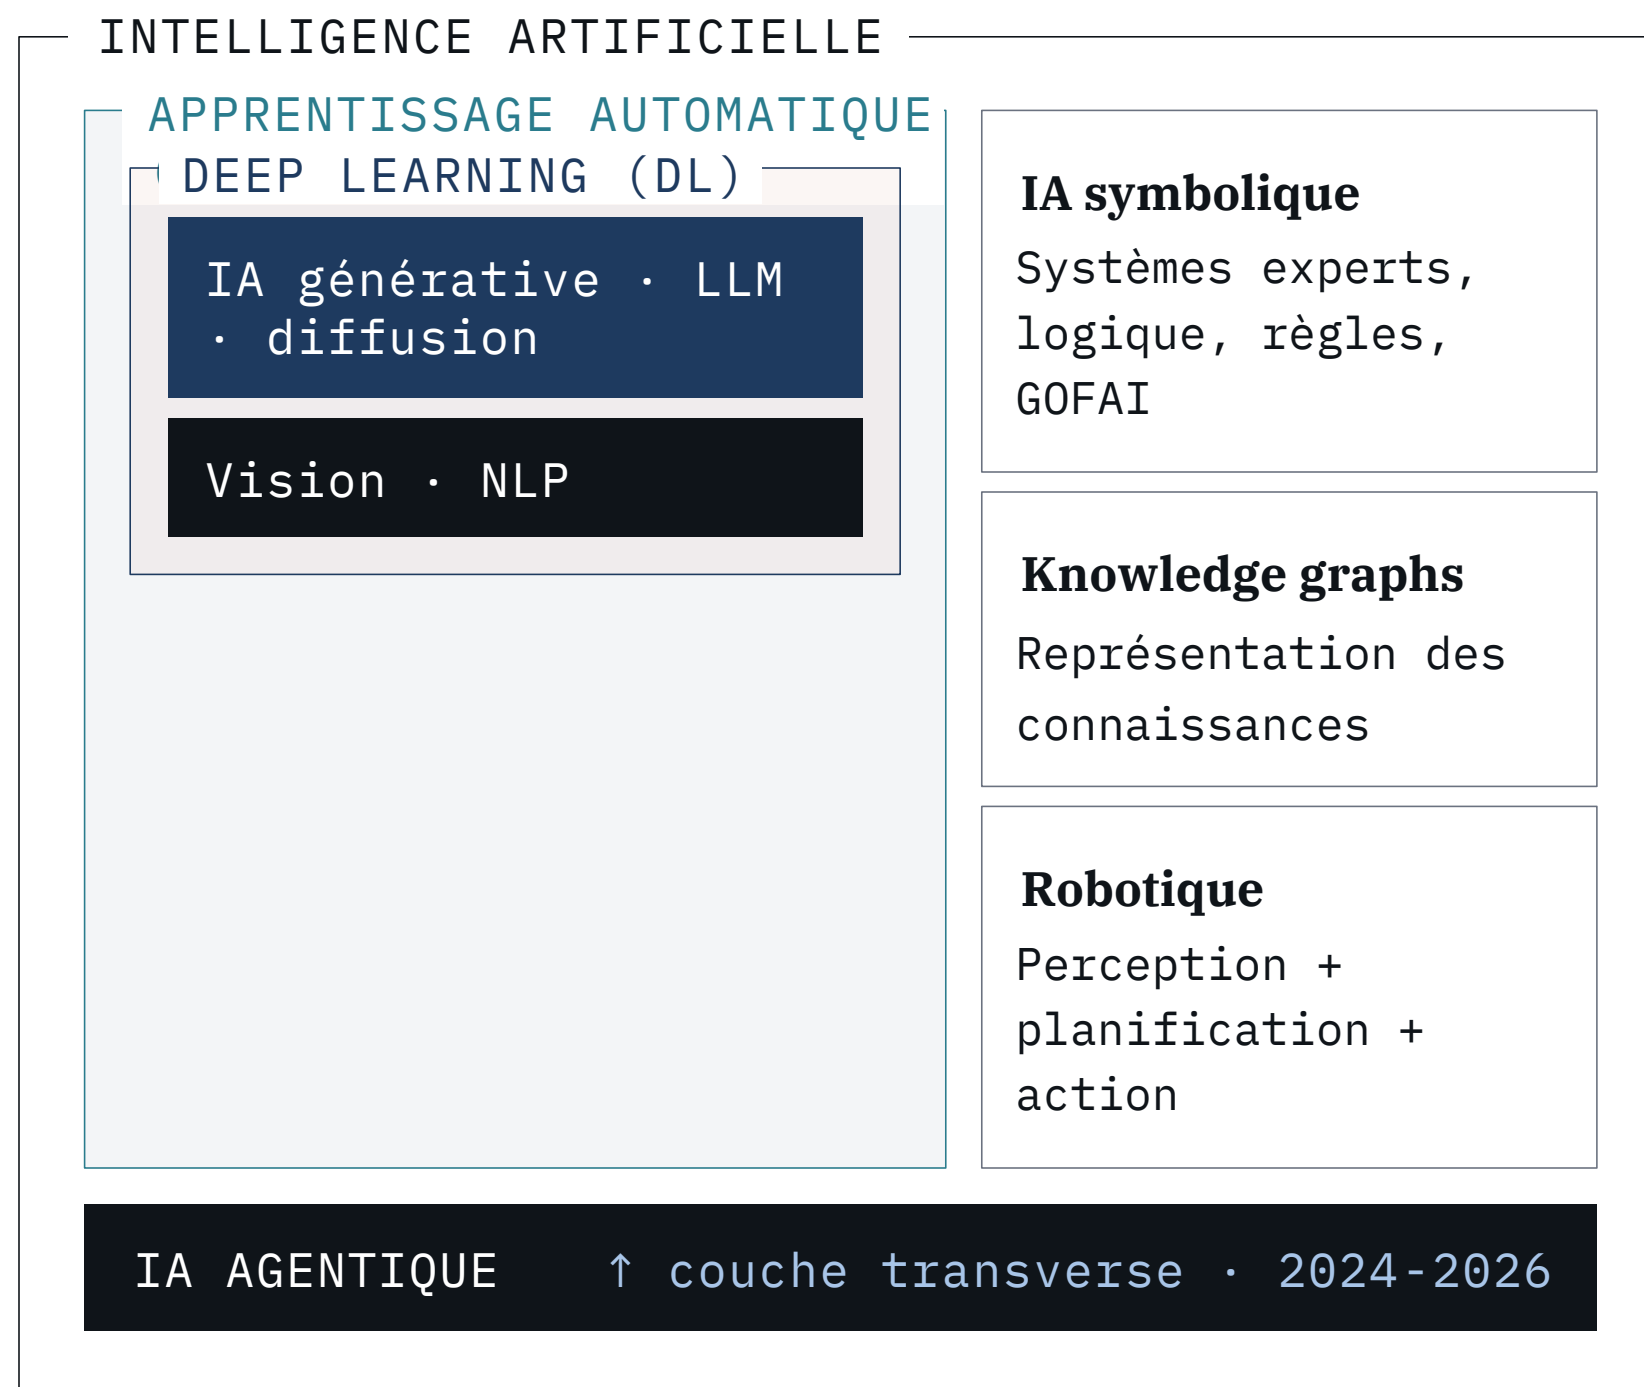 INTELLIGENCE ARTIFICIELLE
APPRENTISSAGE AUTOMATIQUE
DEEP LEARNING (DL)
IA générative · LLM
· diffusion
Vision · NLP
IA symbolique
Systèmes experts,
logique, règles,
GOFAI
Knowledge graphs
Représentation des
connaissances
Robotique
Perception +
planification +
action
IA AGENTIQUE ↑ couche transverse · 2024-2026